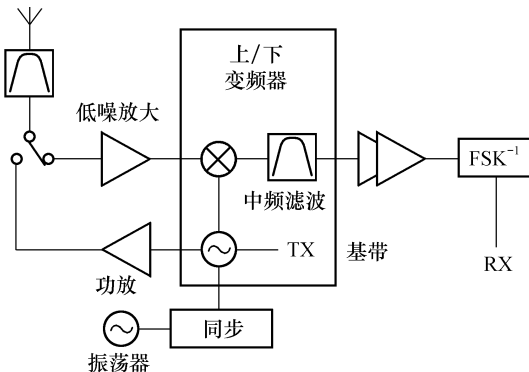 上/下
变频器
低噪放大
FSK⁻¹
中频滤波
TX
基带
RX
功放
同步
振荡器